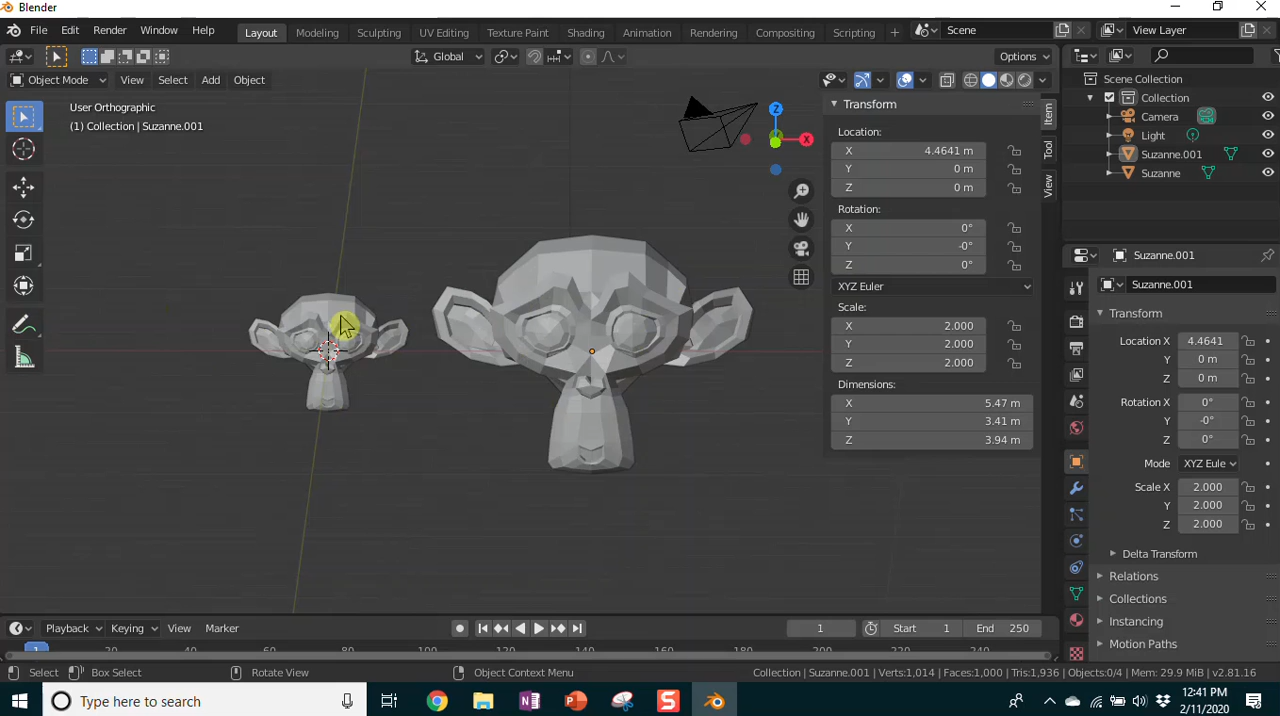 Blender
File Edit Render Window Help Layout Modeling Sculpting UV Editing Texture Paint Shading Animation Rendering Compositing Scripting + Scene View Layer
Global Options
Object Mode View Select Add Object
User Orthographic
(1) Collection | Suzanne.001
Z
X
Transform
Location:
X 4.4641 m
Y 0 m
Z 0 m
Rotation:
X 0°
Y -0°
Z 0°
XYZ Euler
Scale:
X 2.000
Y 2.000
Z 2.000
Dimensions:
X 5.47 m
Y 3.41 m
Z 3.94 m
Item
Tool
View
Scene Collection
Collection
Camera
Light
Suzanne.001
Suzanne
Suzanne.001
Suzanne.001
Transform
Location X 4.4641
Y 0 m
Z 0 m
Rotation X 0°
Y -0°
Z 0°
Mode XYZ Eule
Scale X 2.000
Y 2.000
Z 2.000
Delta Transform
Relations
Collections
Instancing
Motion Paths
Playback Keying View Marker 1 Start 1 End 250
1 20 40 60 80 100 120 140 160 180 200 220 240
Select Box Select Rotate View Object Context Menu Collection | Suzanne.001 | Verts:1,014 | Faces:1,000 | Tris:1,936 | Objects:0/4 | Mem: 29.9 MiB | v2.81.16
Type here to search
12:41 PM
2/11/2020